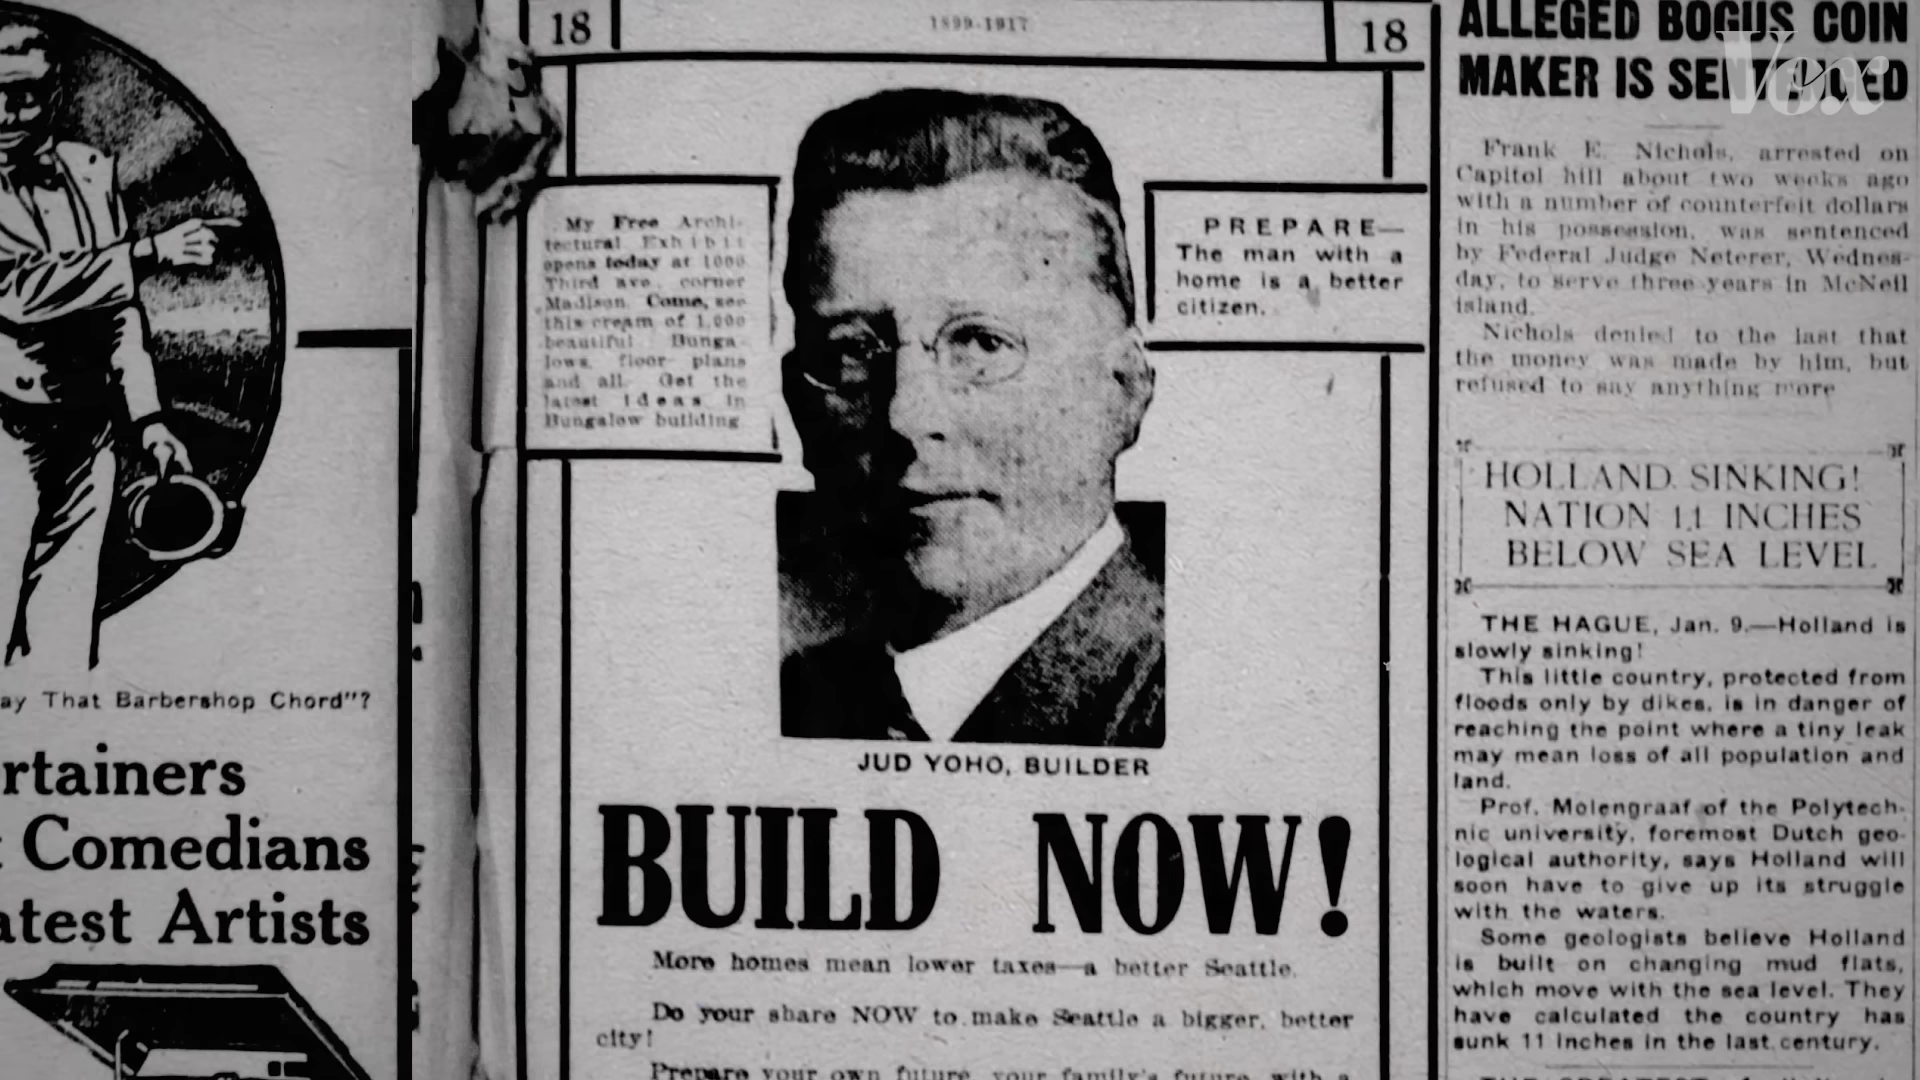 ay That Barbershop Chord"?
rtainers
Comedians
atest Artists
18
1899-1917
18
My Free Archi-
tectural Exhibit
opens today at 1000
Third ave. corner
Madison. Come, see
this cream of 1,000
beautiful Bunga-
lows, floor plans
and all. Get the
latest ideas in
Bungalow building
PREPARE—
The man with a
home is a better
citizen.
JUD YOHO, BUILDER
BUILD NOW!
More homes mean lower taxes—a better Seattle.
Do your share NOW to make Seattle a bigger, better
city!
Prepare your own future, your family's future, with a
ALLEGED BOGUS COIN
MAKER IS SENTENCED
Vox
Frank E. Nichols, arrested on
Capitol hill about two weeks ago
with a number of counterfeit dollars
in his possession, was sentenced
by Federal Judge Neterer, Wednes-
day, to serve three years in McNeil
island.
Nichols denied to the last that
the money was made by him, but
refused to say anything more
HOLLAND SINKING!
NATION 11 INCHES
BELOW SEA LEVEL
THE HAGUE, Jan. 9.—Holland is
slowly sinking!
This little country, protected from
floods only by dikes, is in danger of
reaching the point where a tiny leak
may mean loss of all population and
land.
Prof. Molengraaf of the Polytech-
nic university, foremost Dutch geo-
logical authority, says Holland will
soon have to give up its struggle
with the waters.
Some geologists believe Holland
is built on changing mud flats,
which move with the sea level. They
have calculated the country has
sunk 11 inches in the last century.